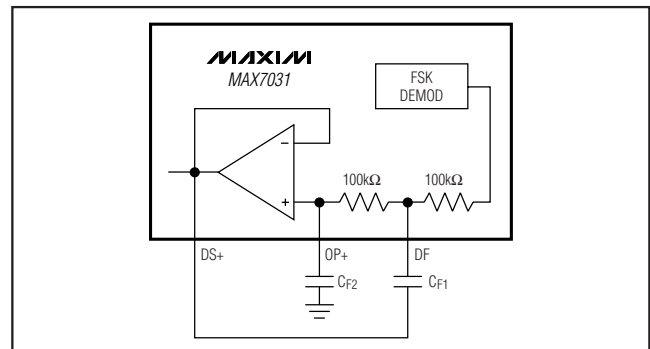 MAXIM
MAX7031
FSK
DEMOD
−
+
100kΩ
100kΩ
DS+
OP+
DF
CF2
CF1